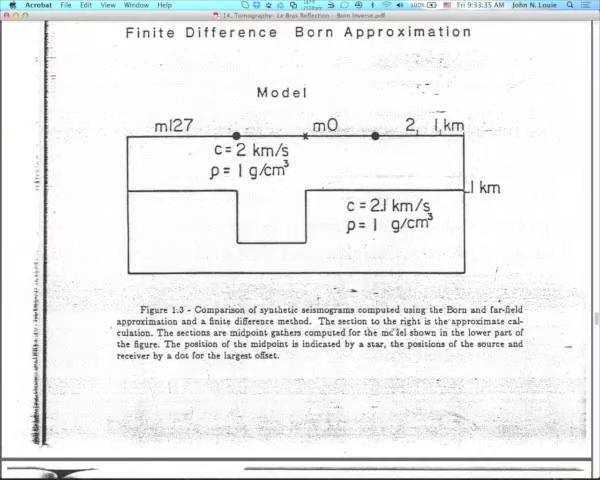 Acrobat File Edit View Window Help 100% Fri 9:33:35 AM John N. Louie
14. Tomography- Le Bras Reflection - Born Inverse.pdf
Finite Difference Born Approximation
Model
m127 m0 2, 1, km
c = 2 km/s
ρ = 1 g/cm³
1 km
c = 2.1 km/s
ρ = 1 g/cm³
Figure 1.3 - Comparison of synthetic seismograms computed using the Born and far-field
approximation and a finite difference method. The section to the right is the approximate cal-
culation. The sections are midpoint gathers computed for the model shown in the lower part of
the figure. The position of the midpoint is indicated by a star, the positions of the source and
receiver by a dot for the largest offset.